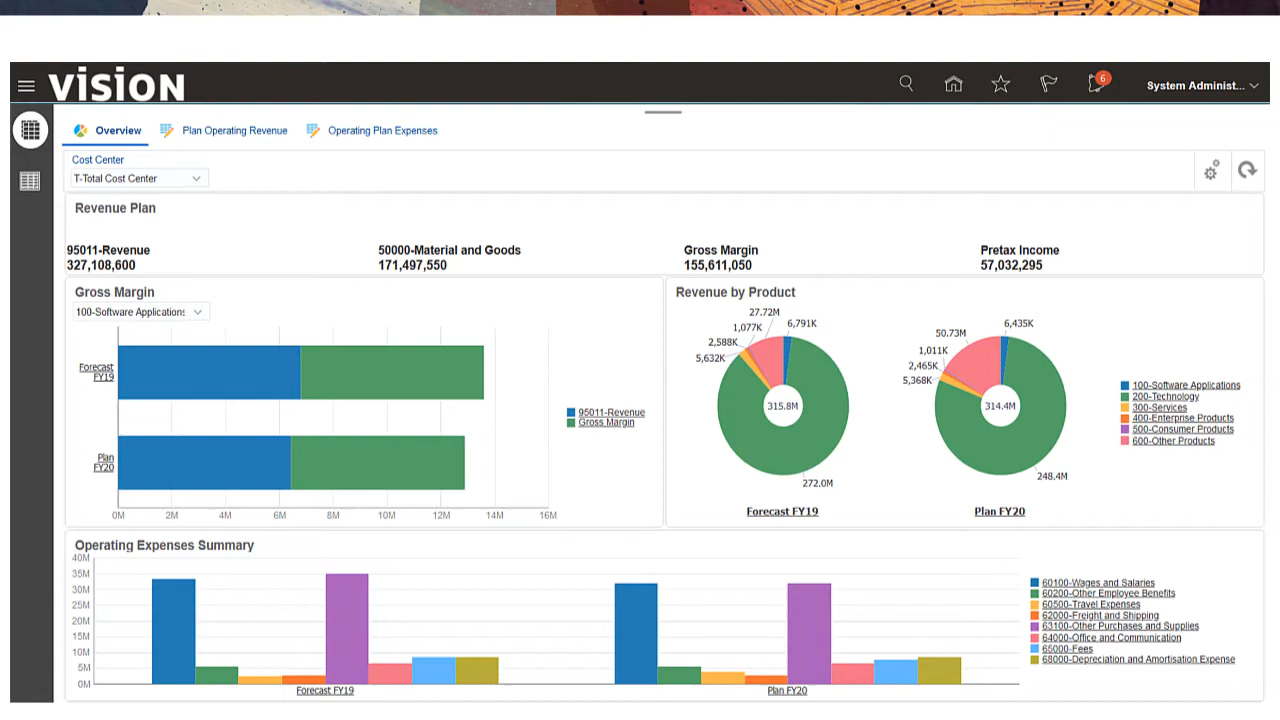 vision
6
System Administ...
Overview
Plan Operating Revenue
Operating Plan Expenses
Cost Center
T-Total Cost Center
Revenue Plan
95011-Revenue
327,108,600
50000-Material and Goods
171,497,550
Gross Margin
155,611,050
Pretax Income
57,032,295
Gross Margin
100-Software Applications
Forecast
FY19
Plan
FY20
0M 2M 4M 6M 8M 10M 12M 14M 16M
95011-Revenue
Gross Margin
Revenue by Product
27.72M
6,791K
1,077K
2,588K
5,632K
315.8M
272.0M
Forecast FY19
50.73M
6,435K
1,011K
2,465K
5,368K
314.4M
248.4M
Plan FY20
100-Software Applications
200-Technology
300-Services
400-Enterprise Products
500-Consumer Products
600-Other Products
Operating Expenses Summary
40M
35M
30M
25M
20M
15M
10M
5M
0M
Forecast FY19
Plan FY20
60100-Wages and Salaries
60200-Other Employee Benefits
60500-Travel Expenses
62000-Freight and Shipping
63100-Other Purchases and Supplies
64000-Office and Communication
65000-Fees
68000-Depreciation and Amortisation Expense